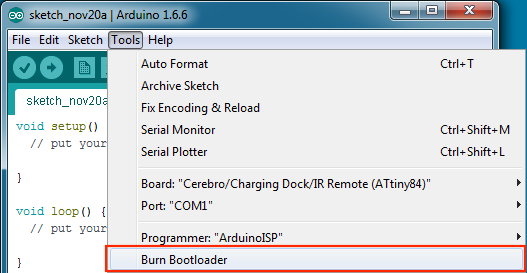 sketch_nov20a | Arduino 1.6.6
File Edit Sketch Tools Help
Auto Format Ctrl+T
Archive Sketch
sketch_nov20a
Fix Encoding & Reload
void setup()
Serial Monitor Ctrl+Shift+M
// put your
Serial Plotter Ctrl+Shift+L
}
Board: "Cerebro/Charging Dock/IR Remote (ATtiny84)"
Port: "COM1"
void loop() {
// put your
Programmer: "ArduinoISP"
}
Burn Bootloader